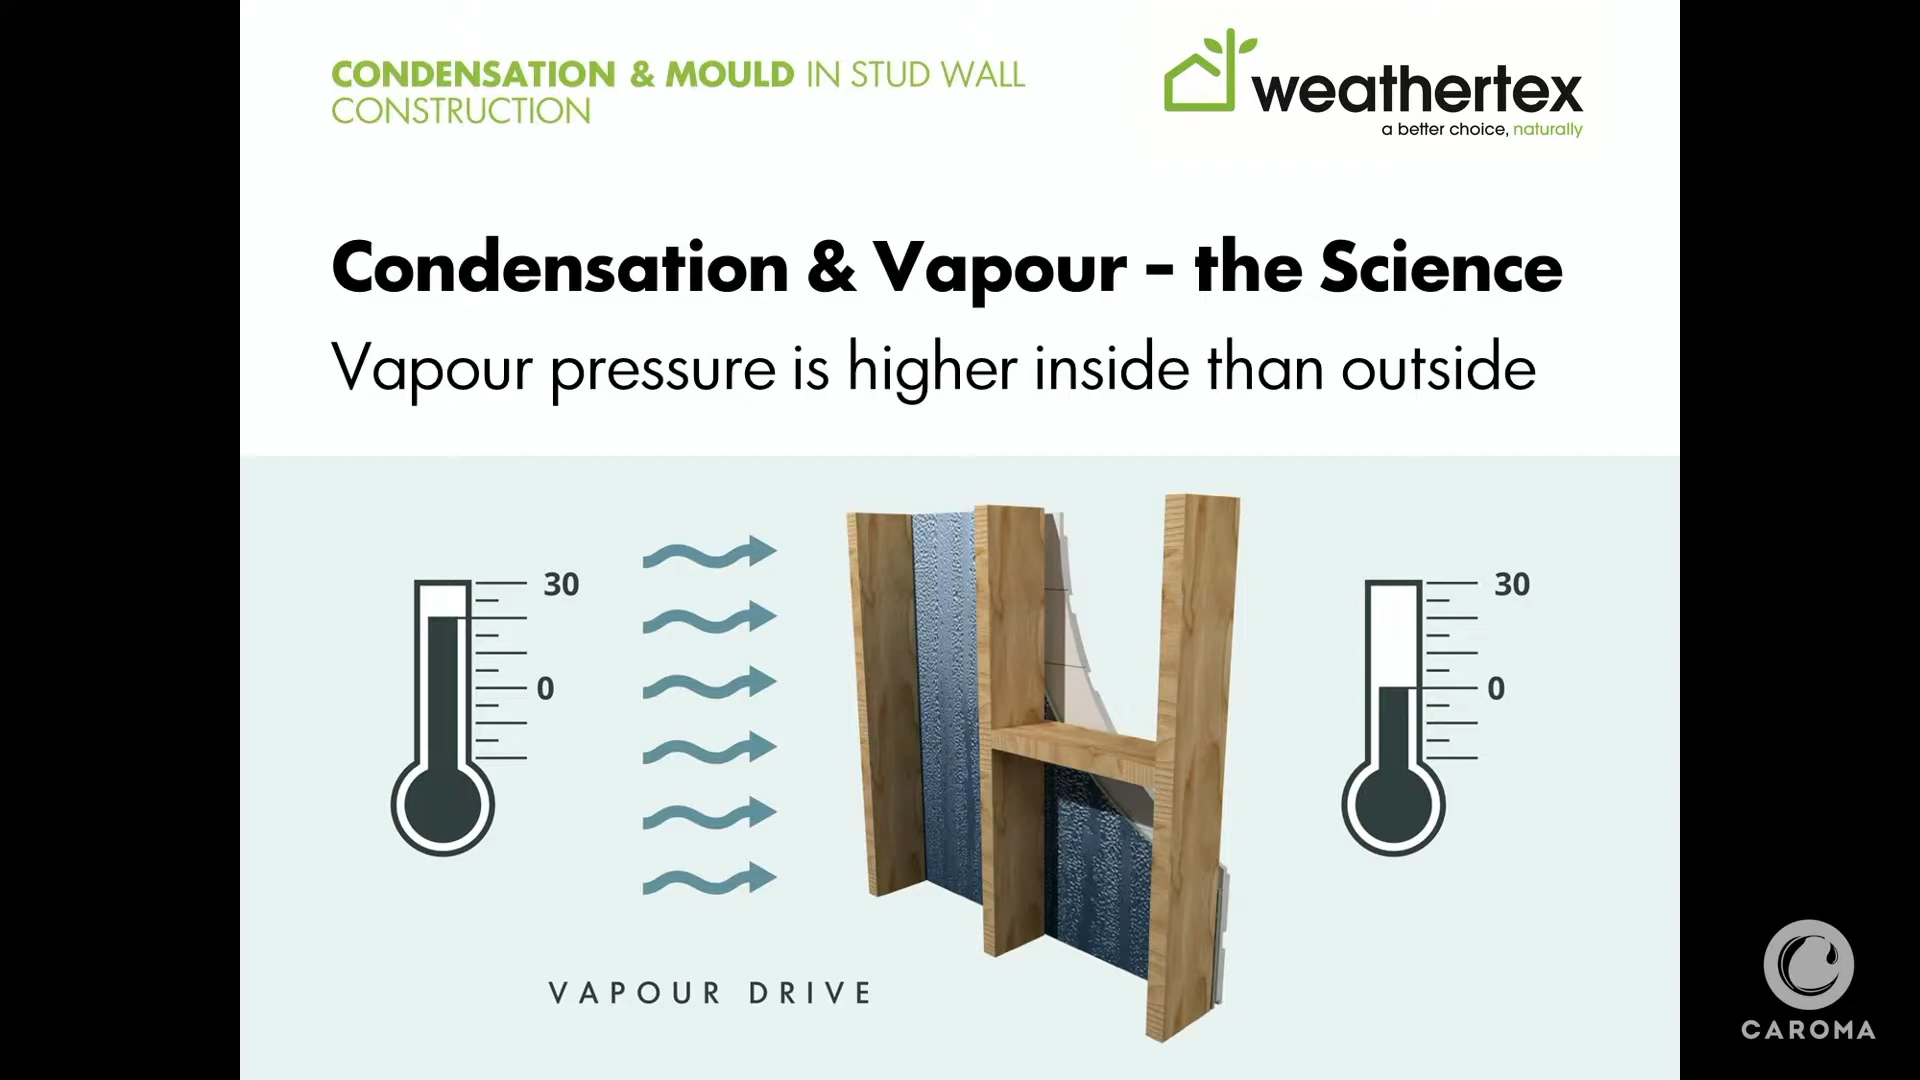 CONDENSATION & MOULD IN STUD WALL
CONSTRUCTION
weathertex
a better choice, naturally
Condensation & Vapour - the Science
Vapour pressure is higher inside than outside
30
0
30
0
VAPOUR DRIVE
CAROMA